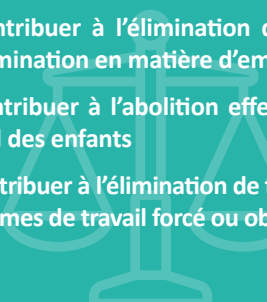 ntribuer à l'élimination
mination en matière d'em
ntribuer à l'abolition effe
l des enfants
tribuer à l'élimination de
mes de travail forcé ou ob